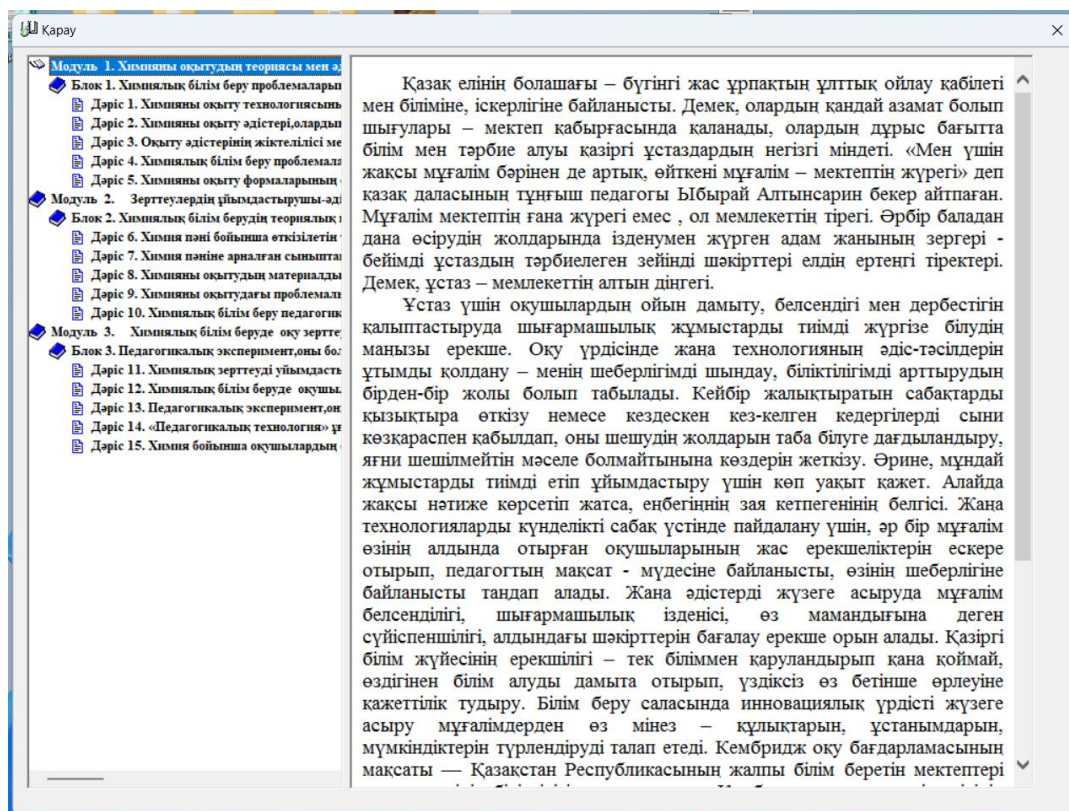 Қарау
Модуль 1. Химияны оқытудың теориясы мен
Блок 1. Химиялық білім беру проблемалары
Дәріс 1. Химияны оқыту
Дәріс 2. Химияны оқыту әдістері,
Дәріс 3. Оқыту әдістерінің жіктелілісі
Дәріс 4. Химиялық білім беру
Дәріс 5. Химияны оқыту формаларының
Модуль 2. Зерттеулердің
Блок 2. Химиялық білім берудің теориялық
Дәріс 6. Химия пәні бойынша өткізілетін
Дәріс 7. Химия пәніне арналған
Дәріс 8. Химияны оқытудың
Дәріс 9. Химияны оқытудағы
Дәріс 10. Химиялық білім беру
Модуль 3. Химиялық білім беруде оқу
Блок 3. Педагогикалық эксперимент,оны
Дәріс 11. Химиялық зерттеуді
Дәріс 12. Химиялық білім беруде
Дәріс 13. Педагогикалық
Дәріс 14. «Педагогикалық технология»
Дәріс 15. Химия бойынша оқушылардың
Қазақ елінің болашағы – бүгінгі жас ұрпақтың ұлттық ойлау қабілеті
мен біліміне, іскерлігіне байланысты. Демек, олардың қандай азамат болып
шығулары – мектеп қабырғасында қаланады, олардың дұрыс бағытта
білім мен тәрбие алуы қазіргі ұстаздардың негізгі міндеті. «Мен үшін
жақсы мұғалім бәрінен де артық, өйткені мұғалім – мектептің жүрегі» деп
қазақ даласының тұңғыш педагогы Ыбырай Алтынсарин бекер айтпаған.
Мұғалім мектептің ғана жүрегі емес , ол мемлекеттің тірегі. Әрбір баладан
дана өсірудің жолдарында ізденумен жүрген адам жанының зергері -
бейімді ұстаздың тәрбиелеген зейінді шәкірттері елдің ертеңгі тіректері.
Демек, ұстаз – мемлекеттің алтын діңгегі.
Ұстаз үшін оқушылардың ойын дамыту, белсендігі мен дербестігін
қалыптастыруда шығармашылық жұмыстарды тиімді жүргізе білудің
маңызы ерекше. Оқу үрдісінде жаңа технологияның әдіс-тәсілдерін
ұтымды қолдану – менің шеберлігімді шындау, біліктілігімді арттырудың
бірден-бір жолы болып табылады. Кейбір жалықтыратын сабақтарды
қызықтыра өткізу немесе кездескен кез-келген кедергілерді сыни
көзқараспен қабылдап, оны шешудің жолдарын таба білуге дағдыландыру,
яғни шешілмейтін мәселе болмайтынына көздерін жеткізу. Әрине, мұндай
жұмыстарды тиімді етіп ұйымдастыру үшін көп уақыт қажет. Алайда
жақсы нәтиже көрсетіп жатса, еңбегіңнің зая кетпегенінің белгісі. Жаңа
технологияларды күнделікті сабақ үстінде пайдалану үшін, әр бір мұғалім
өзінің алдында отырған оқушыларының жас ерекшеліктерін ескере
отырып, педагогтың мақсат - мүдесіне байланысты, өзінің шеберлігіне
байланысты таңдап алады. Жаңа әдістерді жүзеге асыруда мұғалім
белсенділігі, шығармашылық ізденісі, өз мамандығына деген
сүйіспеншілігі, алдындағы шәкірттерін бағалау ерекше орын алады. Қазіргі
білім жүйесінің ерекшілігі – тек біліммен қаруландырып қана қоймай,
өздігінен білім алуды дамыта отырып, үздіксіз өз бетінше өрлеуіне
қажеттілік тудыру. Білім беру саласында инновациялық үрдісті жүзеге
асыру мұғалімдерден өз мінез – құлықтарын, ұстанымдарын,
мүмкіндіктерін түрлендіруді талап етеді. Кембридж оқу бағдарламасының
мақсаты — Қазақстан Республикасының жалпы білім беретін мектептері